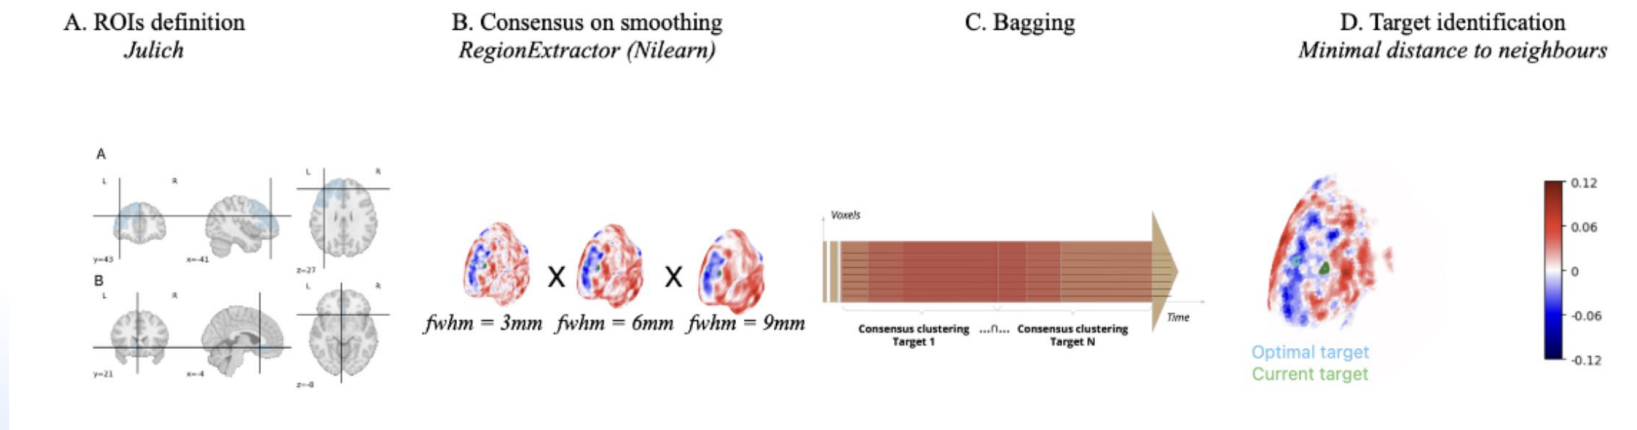 A. ROIs definition
Julich
B. Consensus on smoothing
RegionExtractor (Nilearn)
C. Bagging
D. Target identification
Minimal distance to neighbours
A
L R
L R
y=43 x=-41
z=27
B
L R
L R
y=21 x=-4
z=-8
X X
fwhm = 3mm fwhm = 6mm fwhm = 9mm
Voxels
Time
Consensus clustering ...∩... Consensus clustering
Target 1 Target N
0.12
0.06
0
-0.06
-0.12
Optimal target
Current target